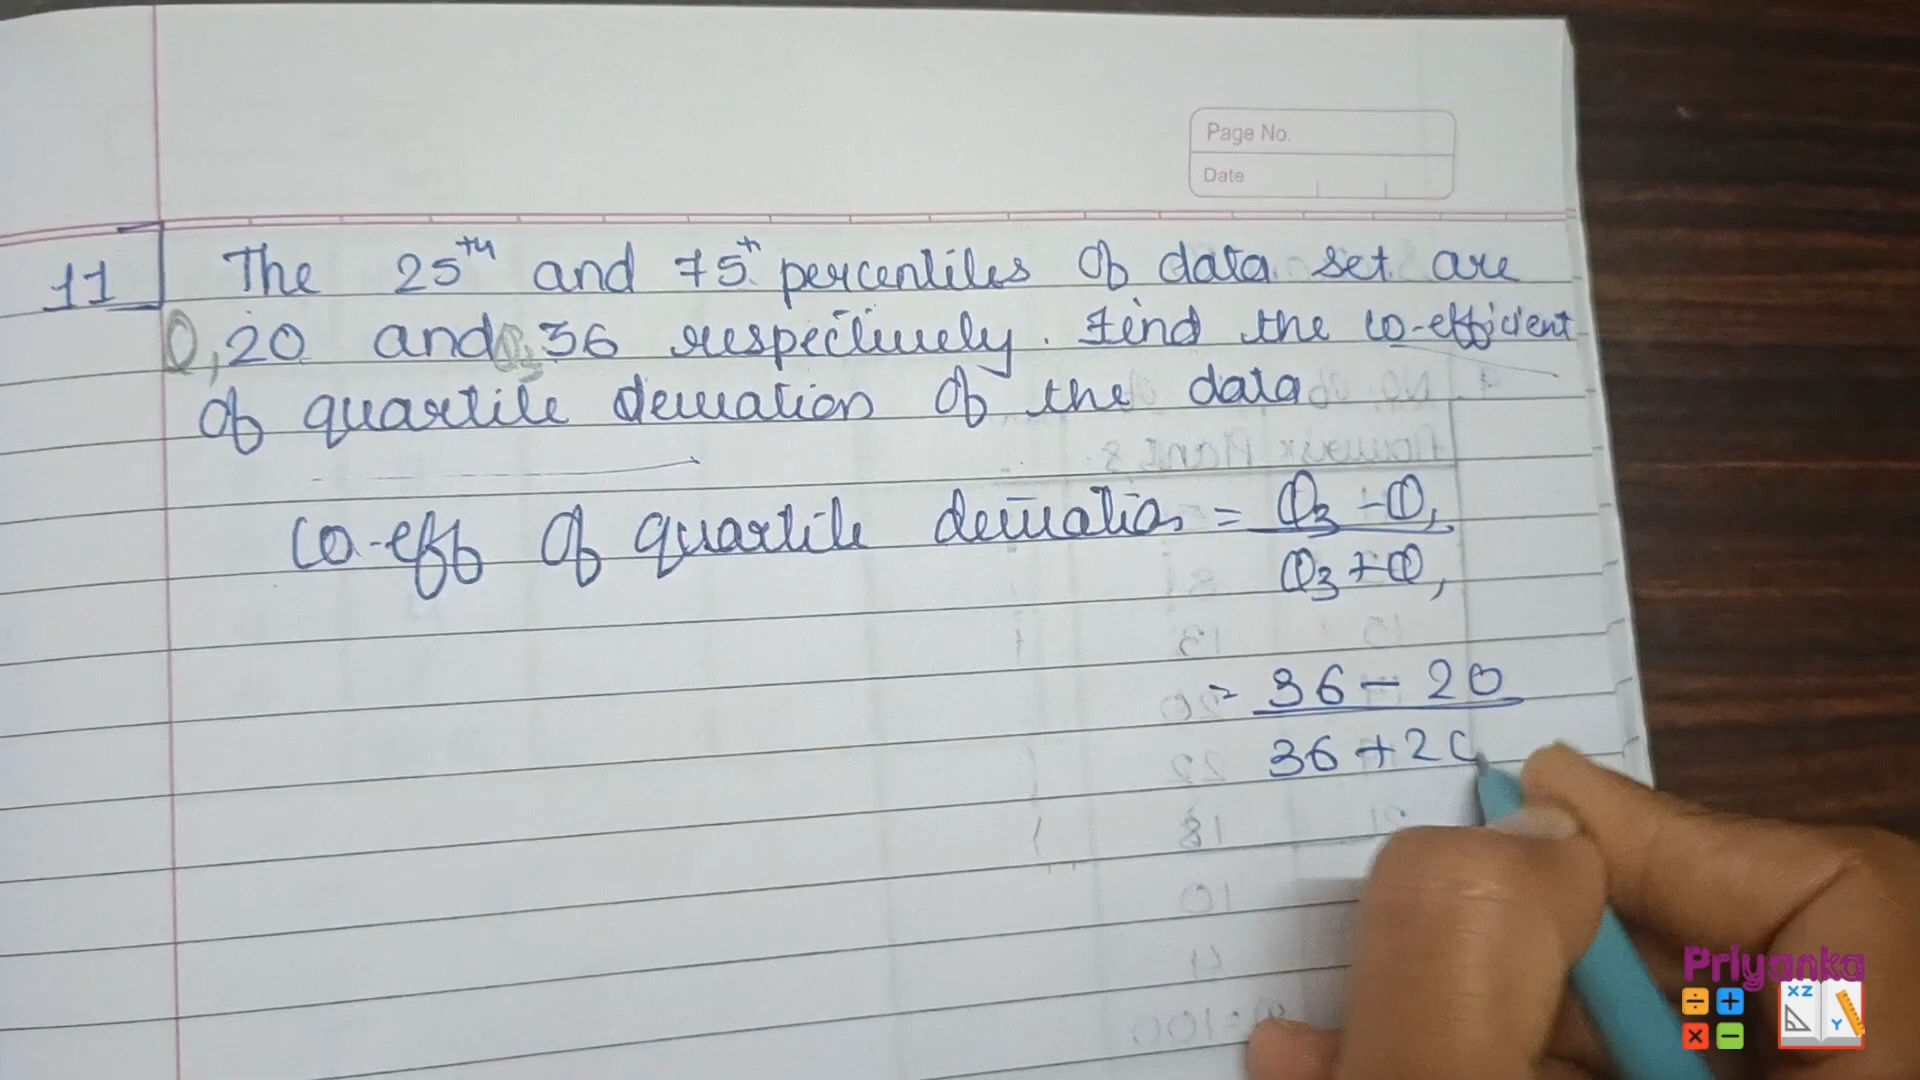 Page No.
Date
11 The 25th and 75th percentiles of data set are
Q, 20 and 36 respectively. Find the co-efficient
of quartile deviation of the data
co-eff of quartile deviation = Q3 - Q1
Q3 + Q1
= 36 - 20
36 + 20
Priyanka
÷ +
× -
XZ
Y